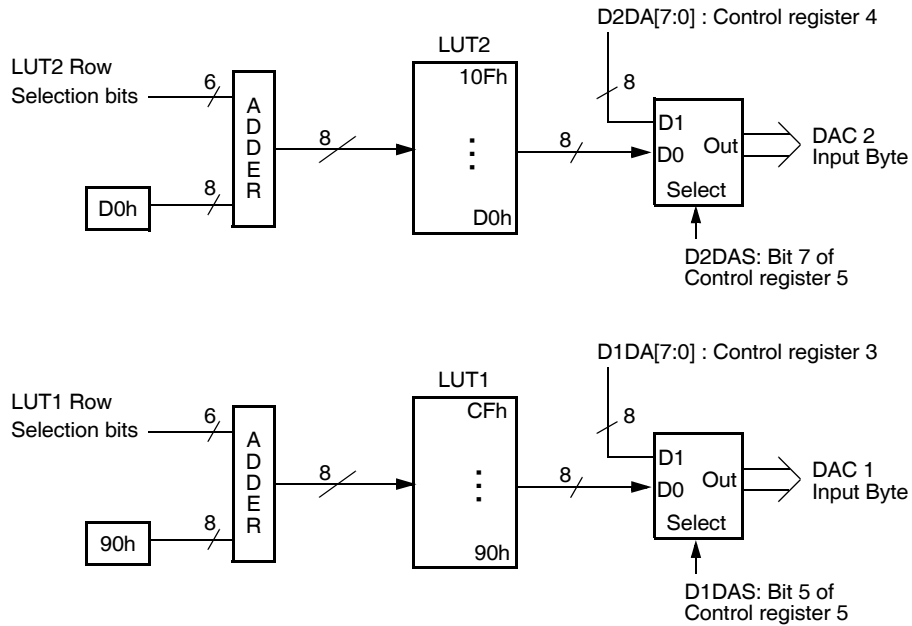 D2DA[7:0] : Control register 4
LUT2
LUT2 Row
Selection bits
6
A
D
D
E
R
8
D0h
8
10Fh
⋮
D0h
8
8
D1
D0
Out
Select
DAC 2
Input Byte
D2DAS: Bit 7 of
Control register 5
D1DA[7:0] : Control register 3
LUT1
LUT1 Row
Selection bits
6
A
D
D
E
R
8
90h
8
CFh
⋮
90h
8
8
D1
D0
Out
Select
DAC 1
Input Byte
D1DAS: Bit 5 of
Control register 5